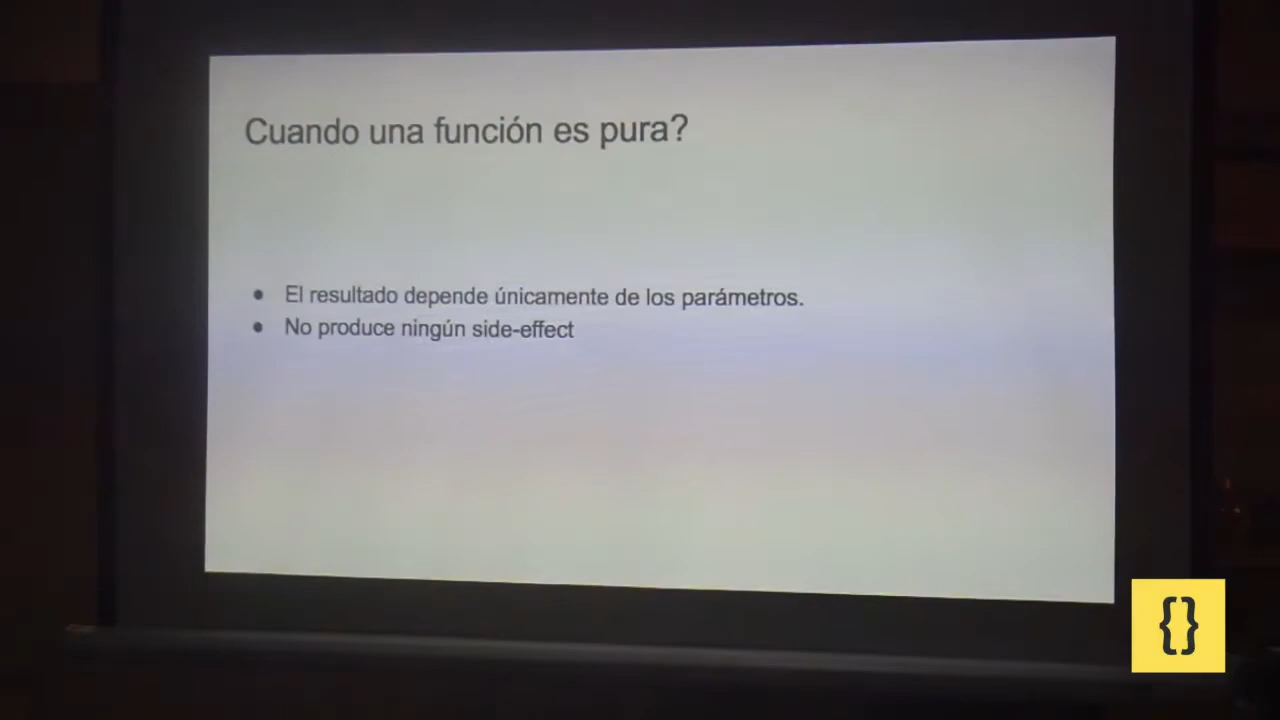 Cuando una función es pura?
● El resultado depende únicamente de los parámetros.
● No produce ningún side-effect
{}